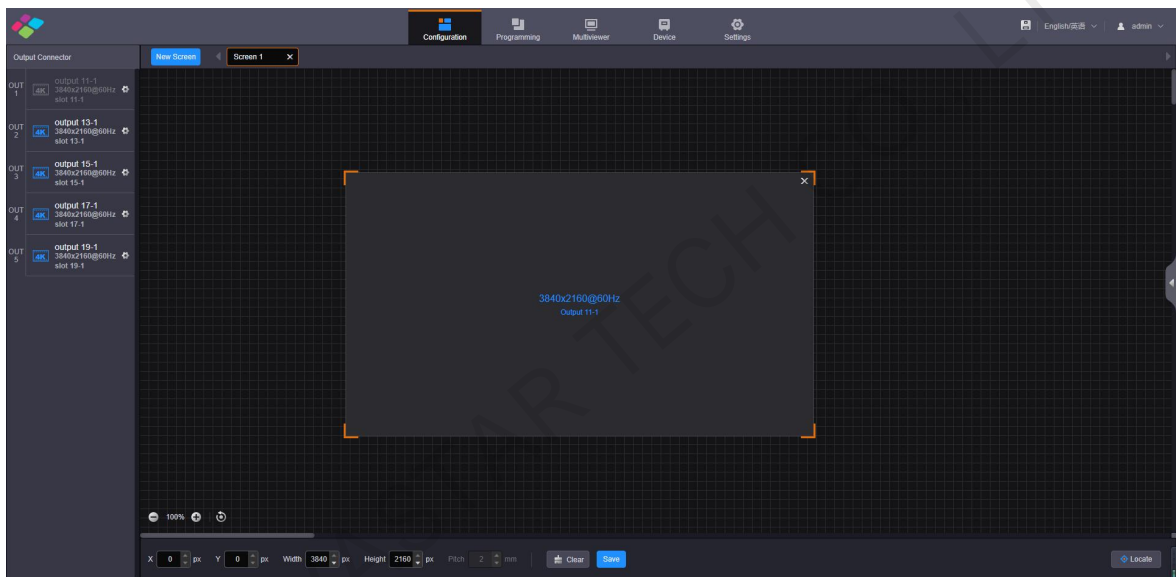 Configuration
Programming
Multiviewer
Device
Settings
English/英语
admin
Output Connector
New Screen
Screen 1
OUT 1
4K
output 11-1
3840x2160@60Hz
slot 11-1
OUT 2
4K
output 13-1
3840x2160@60Hz
slot 13-1
OUT 3
4K
output 15-1
3840x2160@60Hz
slot 15-1
OUT 4
4K
output 17-1
3840x2160@60Hz
slot 17-1
OUT 5
4K
output 19-1
3840x2160@60Hz
slot 19-1
3840x2160@60Hz
Output 11-1
100%
X 0 px Y 0 px Width 3840 px Height 2160 px Pitch 2 mm Clear Save Locate